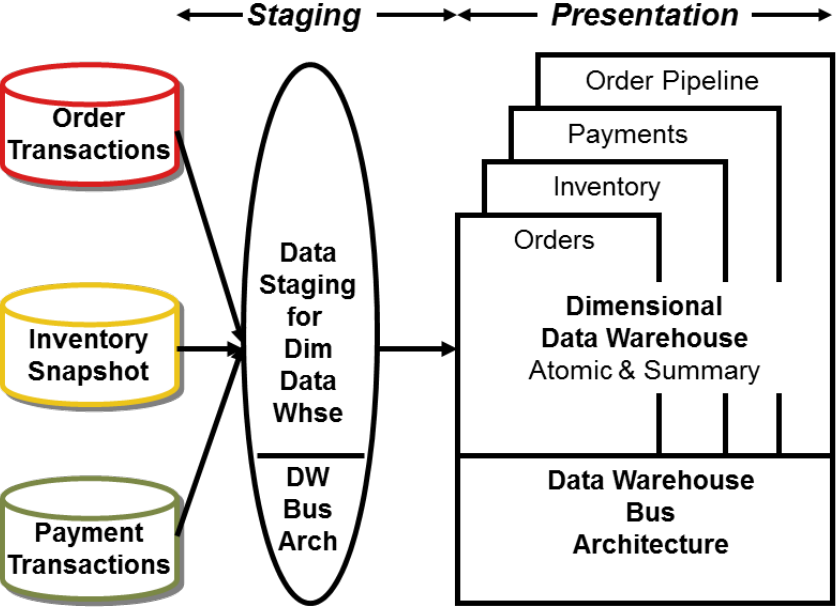 Staging
Presentation
Order
Transactions
Inventory
Snapshot
Payment
Transactions
Data
Staging
for
Dim
Data
Whse
DW
Bus
Arch
Order Pipeline
Payments
Inventory
Orders
Dimensional
Data Warehouse
Atomic & Summary
Data Warehouse
Bus
Architecture